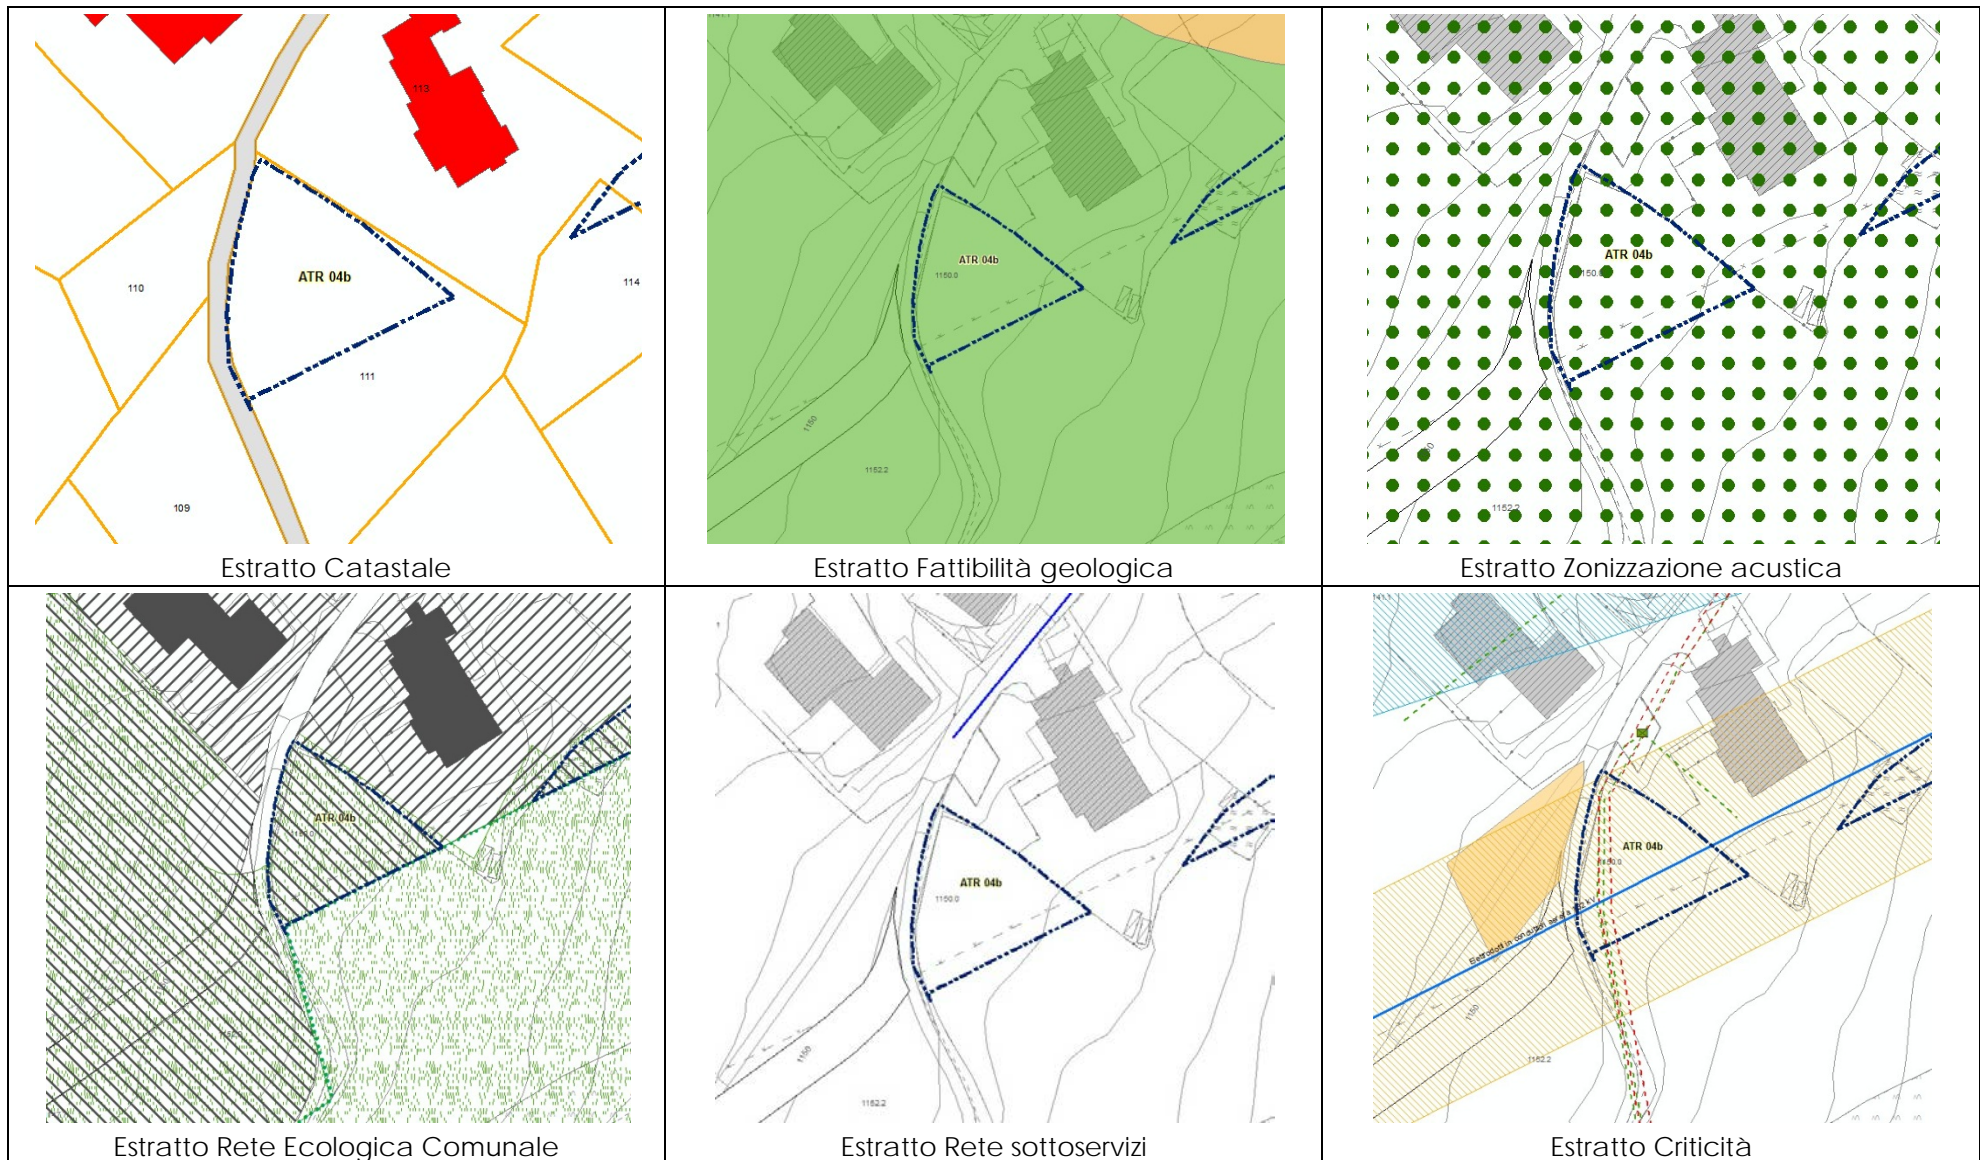 113
ATR 04b
110
114
111
109
Estratto Catastale
1141.1
ATR 04b
1150.0
1150
1152.2
Estratto Fattibilità geologica
ATR 04b
1152.2
Estratto Zonizzazione acustica
ATR 04b
Estratto Rete Ecologica Comunale
ATR 04b
1150.0
1150
1152.2
Estratto Rete sottoservizi
ATR 04b
1150
1152.2
Estratto Criticità